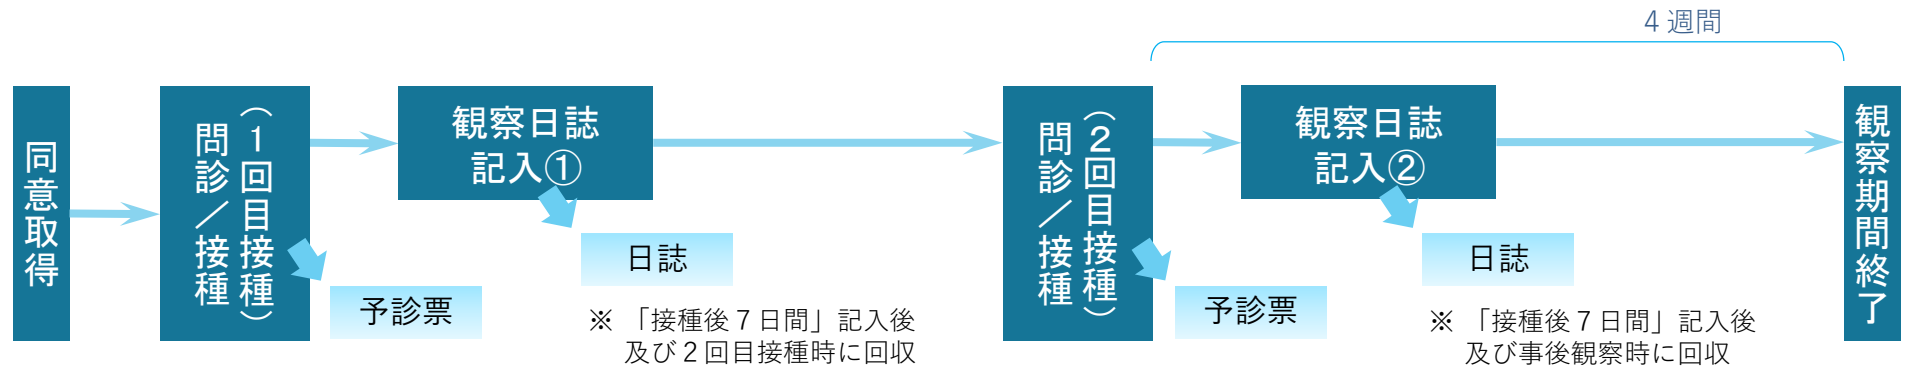 ４週間
同意取得
問診／接種
（１回目接種）
観察日誌
記入①
予診票
日誌
※ 「接種後７日間」記入後
及び２回目接種時に回収
問診／接種
（２回目接種）
観察日誌
記入②
予診票
日誌
※ 「接種後７日間」記入後
及び事後観察時に回収
観察期間終了